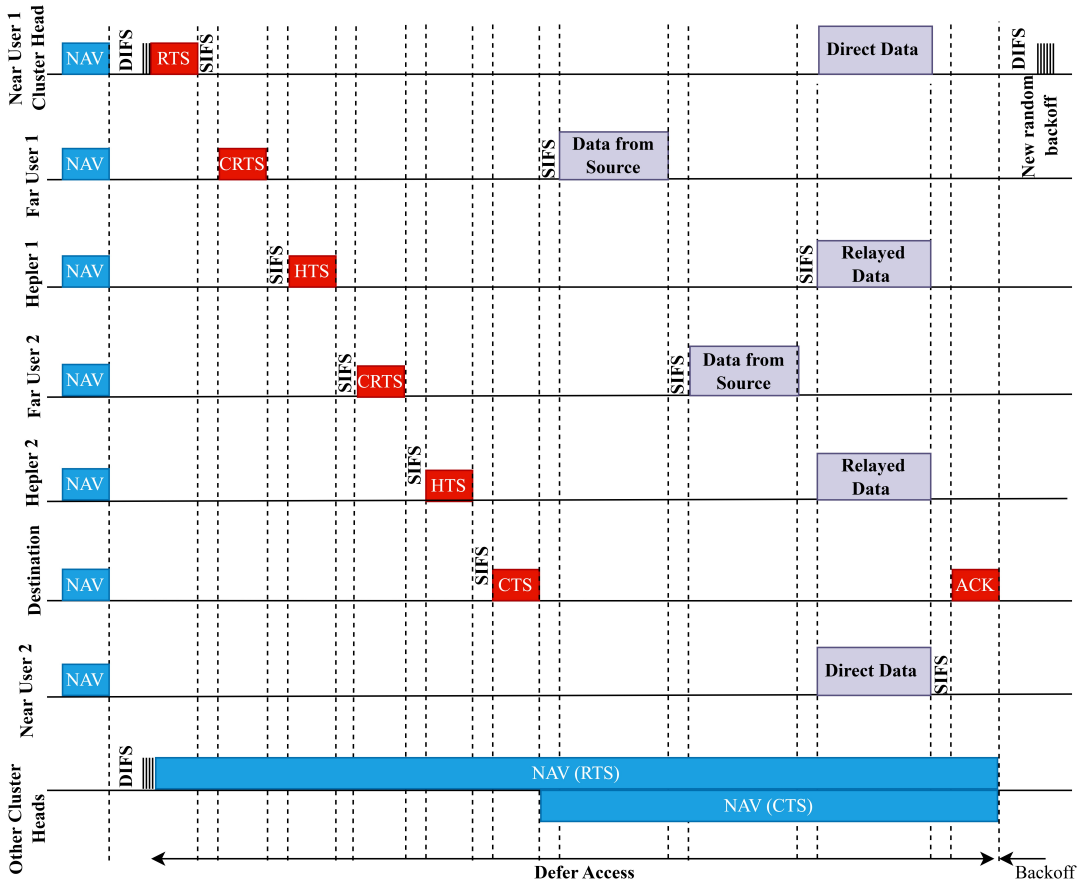 Near User 1
Cluster Head
NAV
DIFS
RTS
SIFS
Direct Data
DIFS
New random
backoff
Far User 1
NAV
CRTS
SIFS
Data from
Source
Hepler 1
NAV
SIFS
HTS
SIFS
Relayed
Data
Far User 2
NAV
SIFS
CRTS
SIFS
Data from
Source
Hepler 2
NAV
SIFS
HTS
Relayed
Data
Destination
NAV
SIFS
CTS
ACK
Near User 2
NAV
Direct Data
SIFS
Other Cluster
Heads
DIFS
NAV (RTS)
NAV (CTS)
Defer Access
Backoff